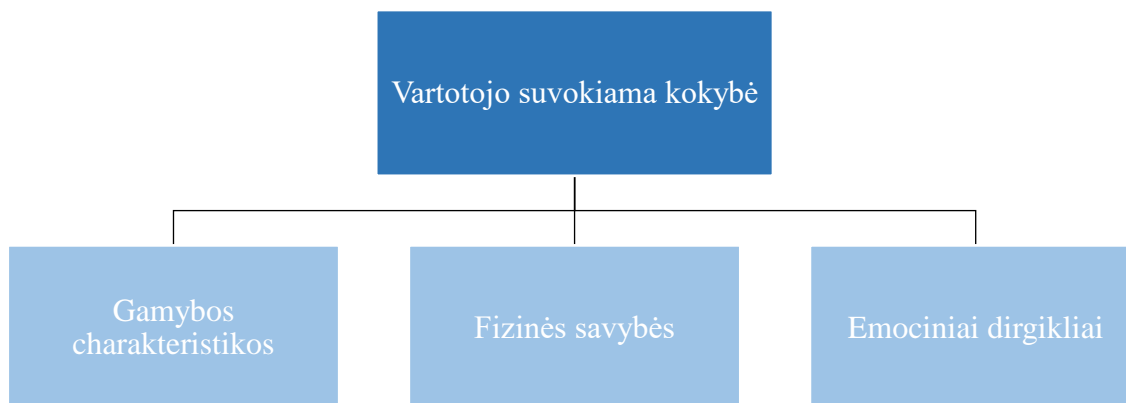 Vartotojo suvokiama kokybė
Gamybos
charakteristikos
Fizinės savybės
Emociniai dirgikliai